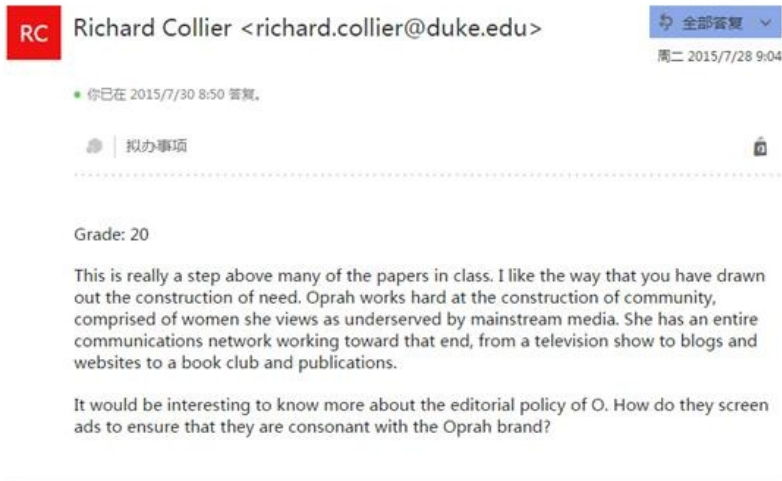 RC
Richard Collier <richard.collier@duke.edu>
全部答复
周二 2015/7/28 9:04
你已在 2015/7/30 8:50 答复。
拟办事项
Grade: 20
This is really a step above many of the papers in class. I like the way that you have drawn
out the construction of need. Oprah works hard at the construction of community,
comprised of women she views as underserved by mainstream media. She has an entire
communications network working toward that end, from a television show to blogs and
websites to a book club and publications.
It would be interesting to know more about the editorial policy of O. How do they screen
ads to ensure that they are consonant with the Oprah brand?